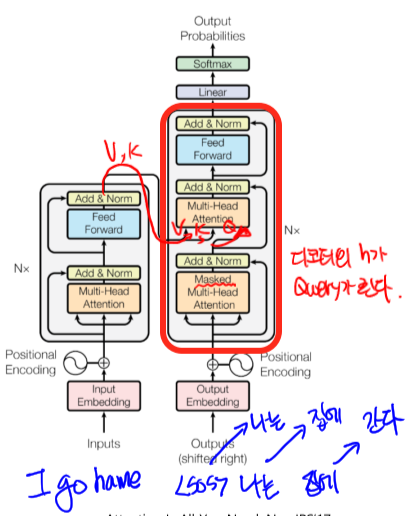 Output
Probabilities
Softmax
Linear
Add & Norm
Feed
Forward
Add & Norm
Multi-Head
Attention
V, K
V, K Q
Add & Norm
Masked
Multi-Head
Attention
N×
디코더의 h가
Query가 된다.
Add & Norm
Feed
Forward
N×
Add & Norm
Multi-Head
Attention
Positional
Encoding
Positional
Encoding
Input
Embedding
Output
Embedding
Inputs
Outputs
(shifted right)
나는 집에 간다
I go home
<SOS> 나는 집에